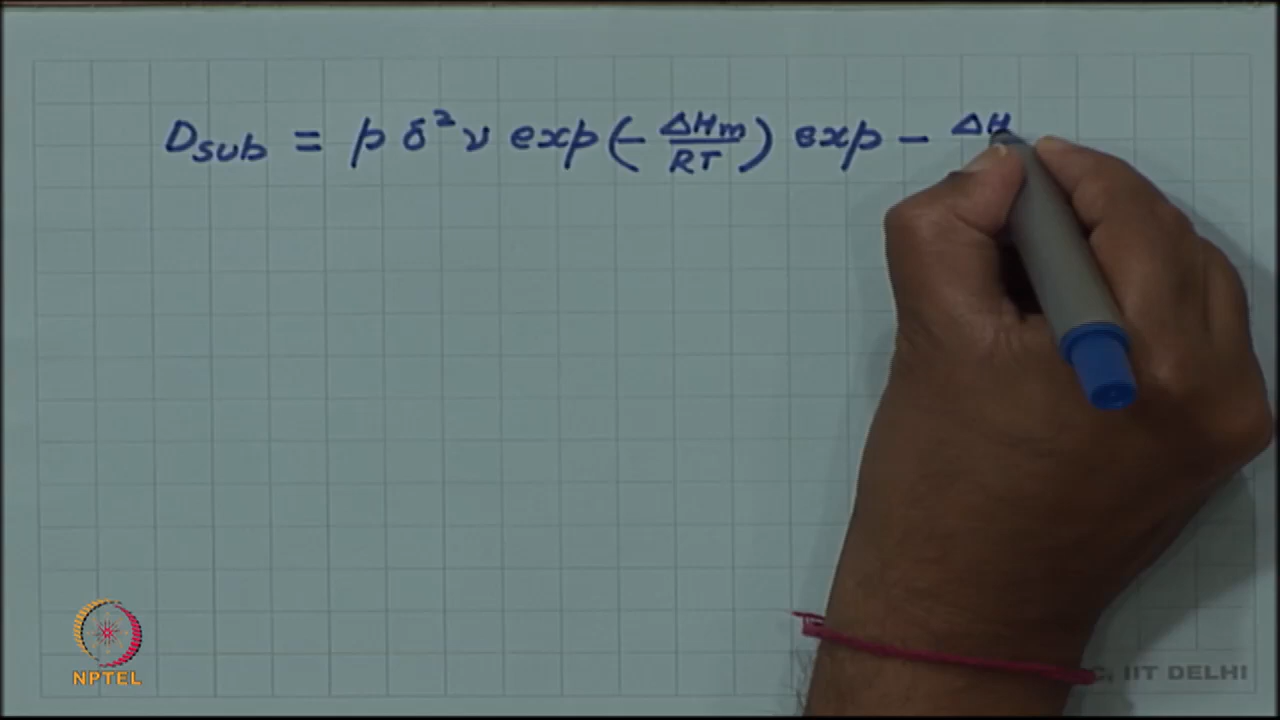 Dsub = p δ² ν exp(- ΔHm/RT) exp - ΔH
NPTEL
C, IIT DELHI